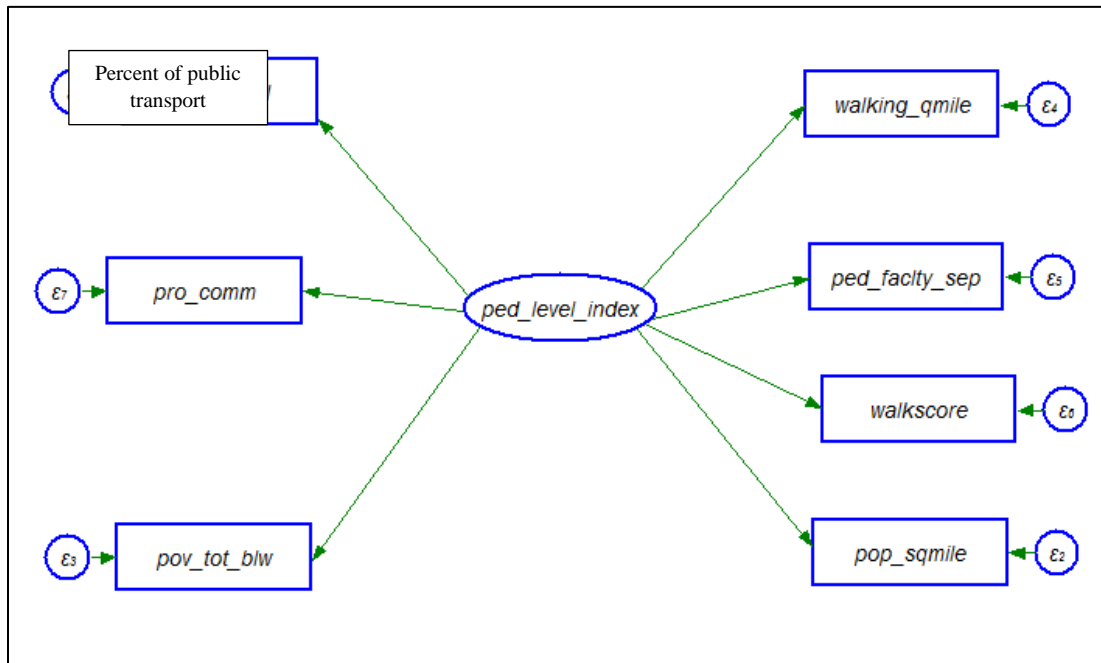 Percent of public
transport
walking_qmile
ε4
ε7
pro_comm
ped_level_index
ped_faclty_sep
ε5
walkscore
ε6
ε3
pov_tot_blw
pop_sqmile
ε2